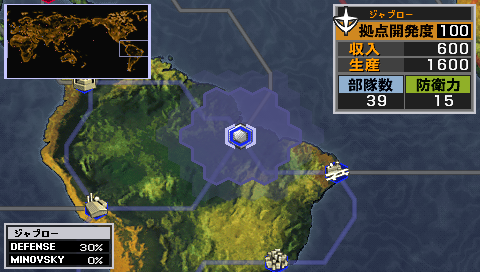 ジャブロー
拠点開発度 100
収入 600
生産 1600
部隊数 防衛力
39 15
ジャブロー
DEFENSE 30%
MINOVSKY 0%